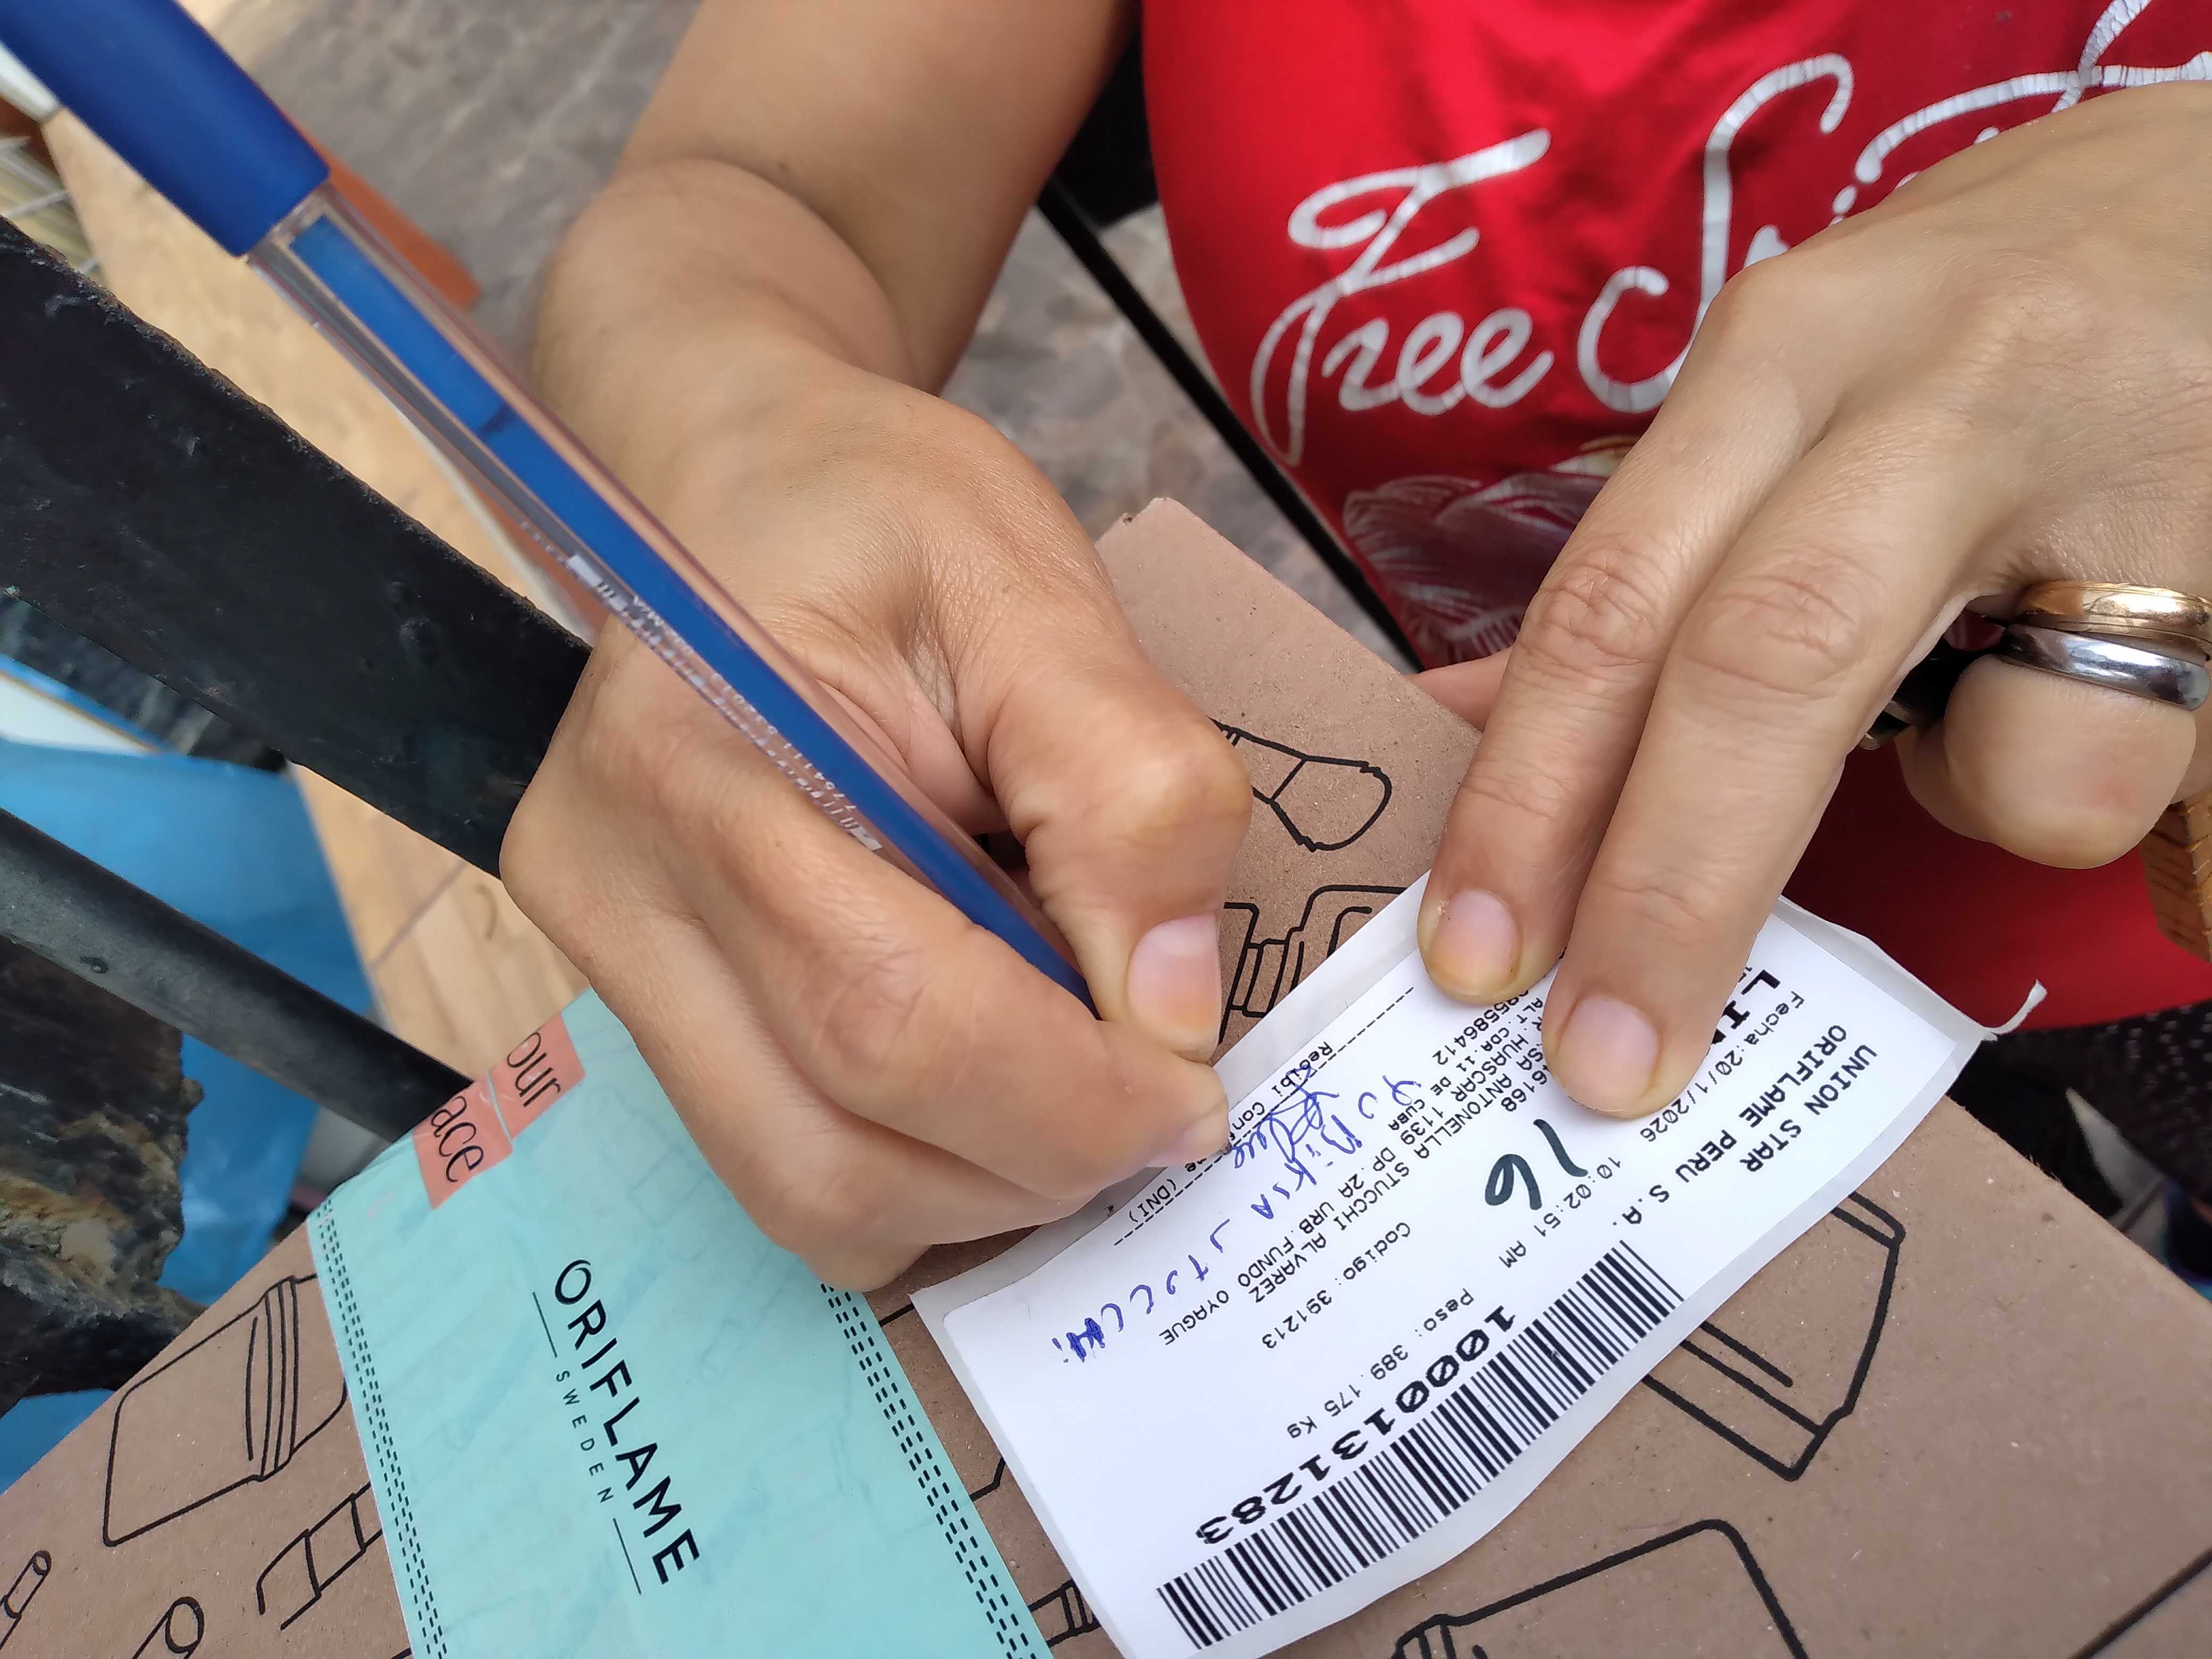 Free
UNION STAR
ORIFLAME PERU S.A.
Fecha:20/1/2026 10:02:51 AM
16
Peso: 389.175 Kg
Codigo: 391213
ANTONELLA STUCCHI ALVAREZ
HUASCAR 1139 DP. 2A URB. FUNDO OYAGUE
ALT. CDA. 11 DE CUBA
Recibi
(DNI)
10000131283
our
ace
ORIFLAME
SWEDEN